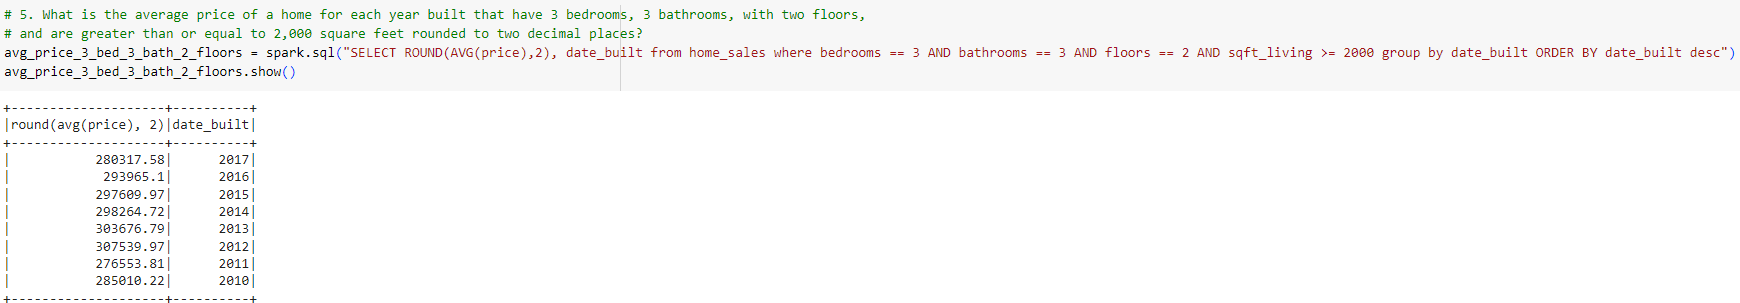 # 5. What is the average price of a home for each year built that have 3 bedrooms, 3 bathrooms, with two floors,
# and are greater than or equal to 2,000 square feet rounded to two decimal places?
avg_price_3_bed_3_bath_2_floors = spark.sql("SELECT ROUND(AVG(price),2), date_built from home_sales where bedrooms == 3 AND bathrooms == 3 AND floors == 2 AND sqft_living >= 2000 group by date_built ORDER BY date_built desc")
avg_price_3_bed_3_bath_2_floors.show()
+--------------------+----------+
|round(avg(price), 2)|date_built|
+--------------------+----------+
|           280317.58|      2017|
|            293965.1|      2016|
|           297609.97|      2015|
|           298264.72|      2014|
|           303676.79|      2013|
|           307539.97|      2012|
|           276553.81|      2011|
|           285010.22|      2010|
+--------------------+----------+